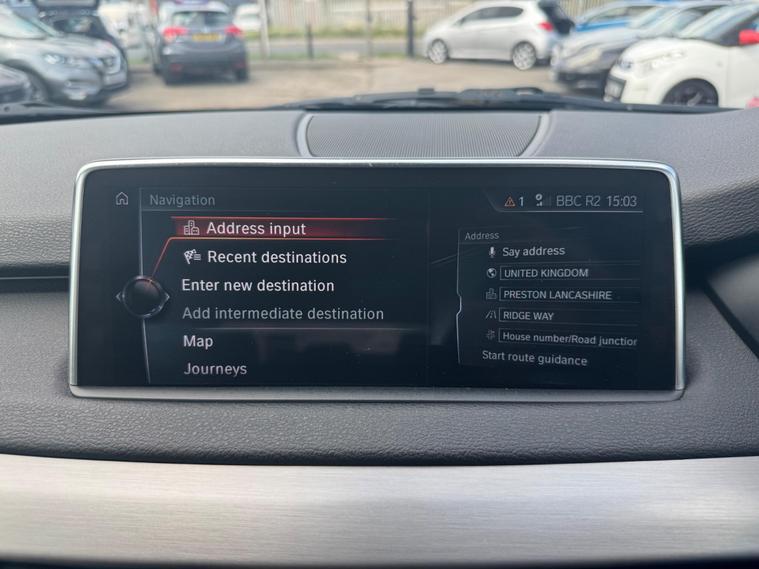 Navigation
1 BBC R2 15:03
Address input
Recent destinations
Enter new destination
Add intermediate destination
Map
Journeys
Address
Say address
UNITED KINGDOM
PRESTON LANCASHIRE
RIDGE WAY
House number/Road junction
Start route guidance